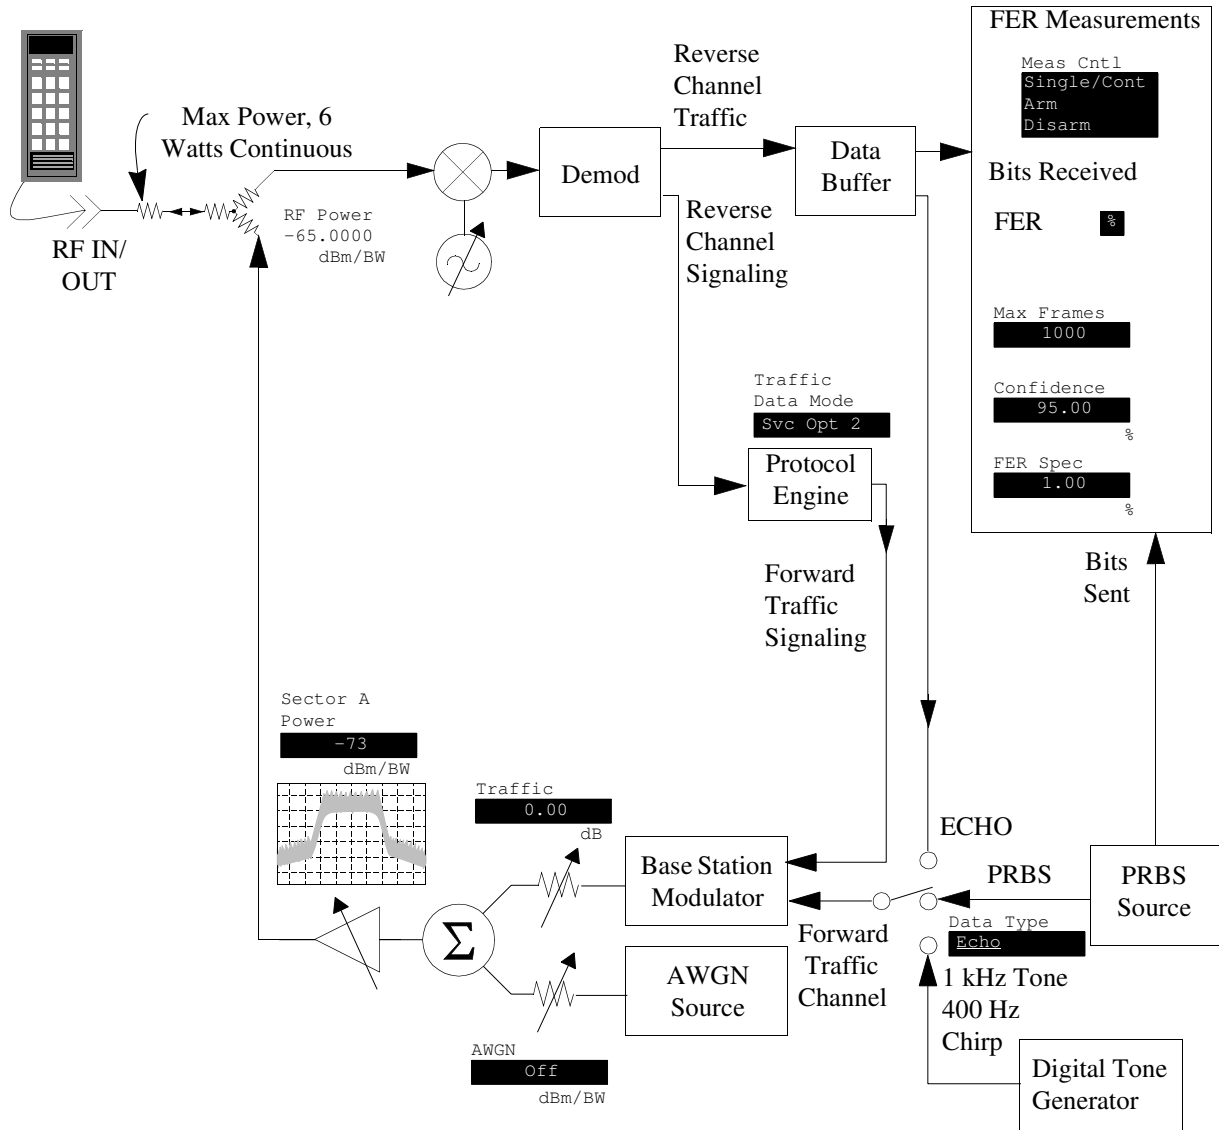 FER Measurements
Meas Cntl
Single/Cont
Arm
Disarm
Bits Received
FER %
Max Frames
1000
Confidence
95.00
%
FER Spec
1.00
%
Max Power, 6
Watts Continuous
RF IN/
OUT
RF Power
-65.0000
dBm/BW
Demod
Reverse
Channel
Traffic
Data
Buffer
Reverse
Channel
Signaling
Traffic
Data Mode
Svc Opt 2
Protocol
Engine
Forward
Traffic
Signaling
Bits
Sent
Sector A
Power
-73
dBm/BW
Traffic
0.00
dB
Base Station
Modulator
Σ
AWGN
Source
AWGN
Off
dBm/BW
ECHO
PRBS
PRBS
Source
Data Type
Echo
Forward
Traffic
Channel
1 kHz Tone
400 Hz
Chirp
Digital Tone
Generator